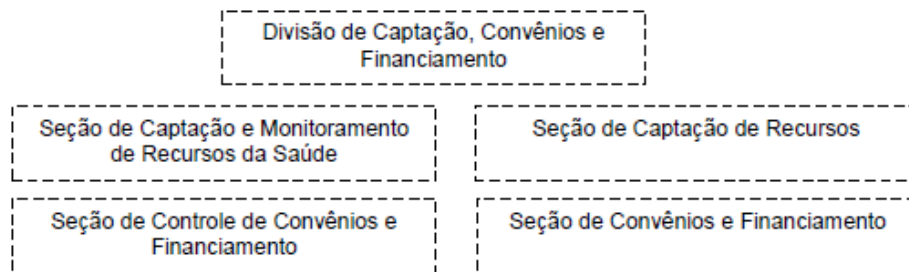 Divisão de Captação, Convênios e
Financiamento
Seção de Captação e Monitoramento
de Recursos da Saúde
Seção de Captação de Recursos
Seção de Controle de Convênios e
Financiamento
Seção de Convênios e Financiamento